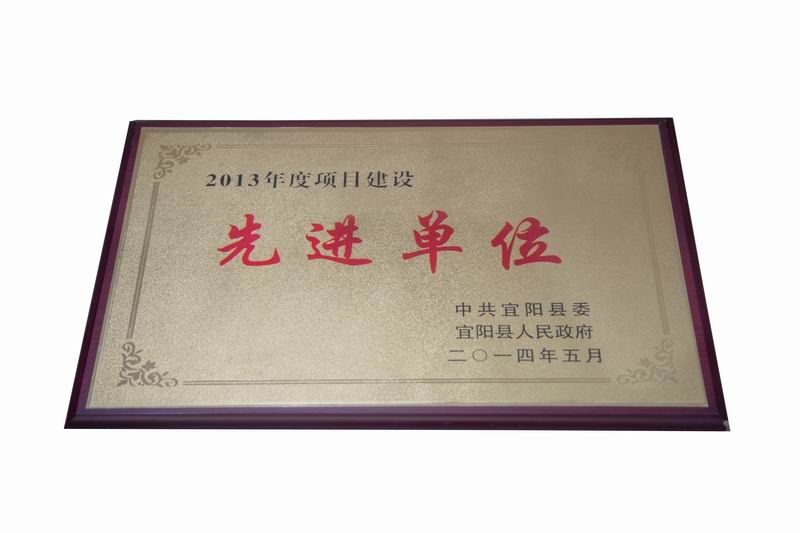 2013年度项目建设
先进单位
中共宜阳县委
宜阳县人民政府
二〇一四年五月